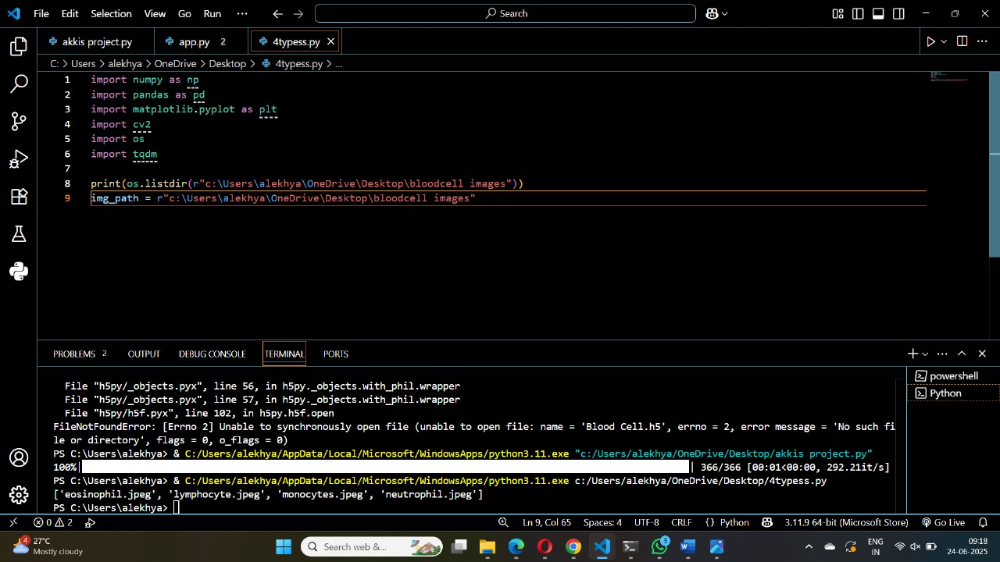 File Edit Selection View Go Run ··· Search
akkis project.py app.py 2 4typess.py
C: > Users > alekhya > OneDrive > Desktop > 4typess.py > ...
1 import numpy as np
2 import pandas as pd
3 import matplotlib.pyplot as plt
4 import cv2
5 import os
6 import tqdm
7
8 print(os.listdir(r"c:\Users\alekhya\OneDrive\Desktop\bloodcell images"))
9 img_path = r"c:\Users\alekhya\OneDrive\Desktop\bloodcell images"
PROBLEMS 2 OUTPUT DEBUG CONSOLE TERMINAL PORTS
powershell
Python
File "h5py/_objects.pyx", line 56, in h5py._objects.with_phil.wrapper
File "h5py/_objects.pyx", line 57, in h5py._objects.with_phil.wrapper
File "h5py/h5f.pyx", line 102, in h5py.h5f.open
FileNotFoundError: [Errno 2] Unable to synchronously open file (unable to open file: name = 'Blood Cell.h5', errno = 2, error message = 'No such fi
le or directory', flags = 0, o_flags = 0)
PS C:\Users\alekhya> & C:/Users/alekhya/AppData/Local/Microsoft/WindowsApps/python3.11.exe "c:/Users/alekhya/OneDrive/Desktop/akkis project.py"
100%| | 366/366 [00:01<00:00, 292.21it/s]
PS C:\Users\alekhya> & C:/Users/alekhya/AppData/Local/Microsoft/WindowsApps/python3.11.exe c:/Users/alekhya/OneDrive/Desktop/4typess.py
['eosinophil.jpeg', 'lymphocyte.jpeg', 'monocytes.jpeg', 'neutrophil.jpeg']
PS C:\Users\alekhya>
0 2 Ln 9, Col 65 Spaces: 4 UTF-8 CRLF {} Python 3.11.9 64-bit (Microsoft Store) Go Live
4 27°C
Mostly cloudy
Search web and... 3
ENG
IN
09:18
24-06-2025